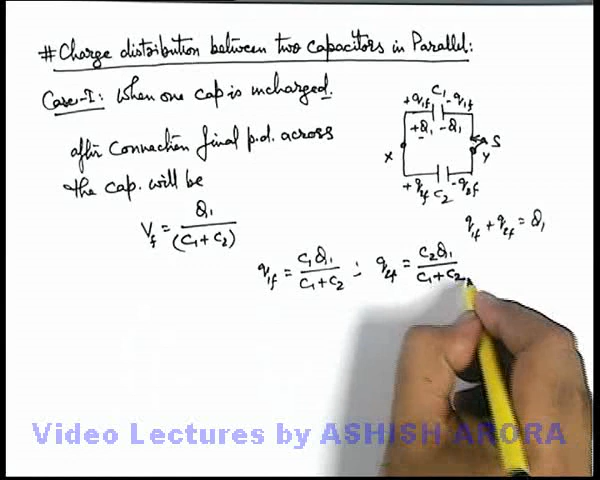 # Charge distribution between two capacitors in Parallel:
Case-I: When one cap is uncharged.
after connection final p.d. across
the cap. will be
V_f = Q₁ / (C₁ + C₂)
C₁
+q₁f -q₁f
+Q₁ -Q₁
S
X Y
+q₂f C₂ -q₂f
q₁f + q₂f = Q₁
q₁f = C₁Q₁ / (C₁ + C₂) ; q₂f = C₂Q₁ / (C₁ + C₂)
Video Lectures by ASHISH ARORA